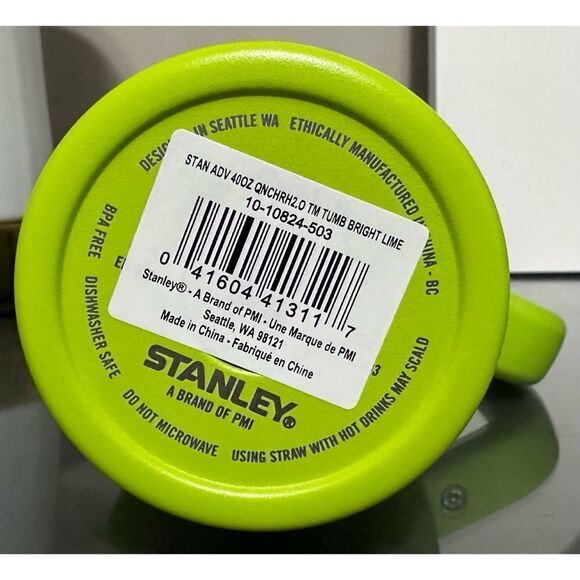 DESIG IN SEATTLE WA ETHICALLY MANUFACTURED IN CHINA - BC
STAN ADV 40OZ QNCHRH2.O TM TUMB BRIGHT LIME
10-10824-503
0 41604 41311 7
Stanley® - A Brand of PMI - Une Marque de PMI
Seattle, WA 98121
Made in China - Fabriqué en Chine
STANLEY®
A BRAND OF PMI
BPA FREE DISHWASHER SAFE DO NOT MICROWAVE USING STRAW WITH HOT DRINKS MAY SCALD